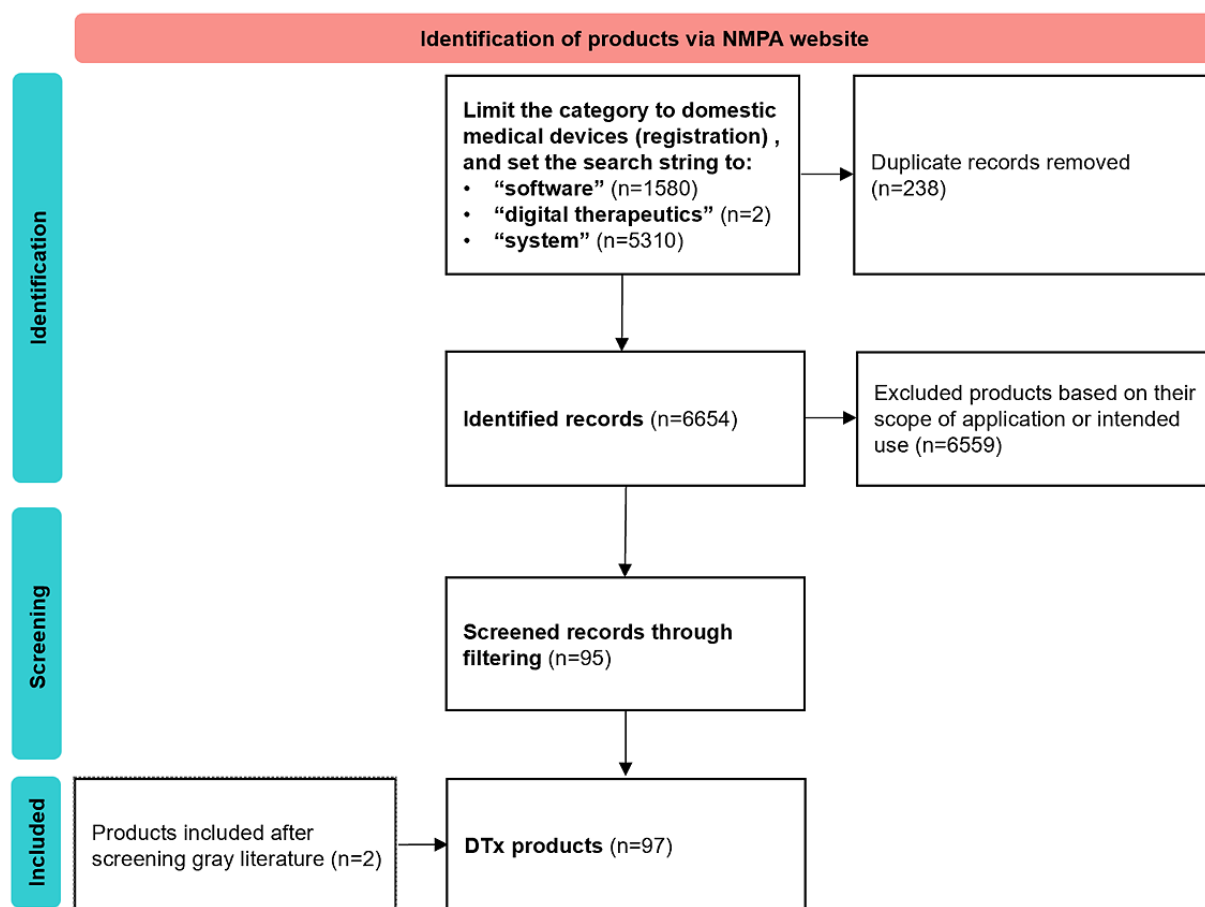 Identification of products via NMPA website
Identification
Limit the category to domestic
medical devices (registration) ,
and set the search string to:
• “software” (n=1580)
• “digital therapeutics” (n=2)
• “system” (n=5310)
Duplicate records removed
(n=238)
Identified records (n=6654)
Excluded products based on their
scope of application or intended
use (n=6559)
Screening
Screened records through
filtering (n=95)
Included
Products included after
screening gray literature (n=2)
DTx products (n=97)